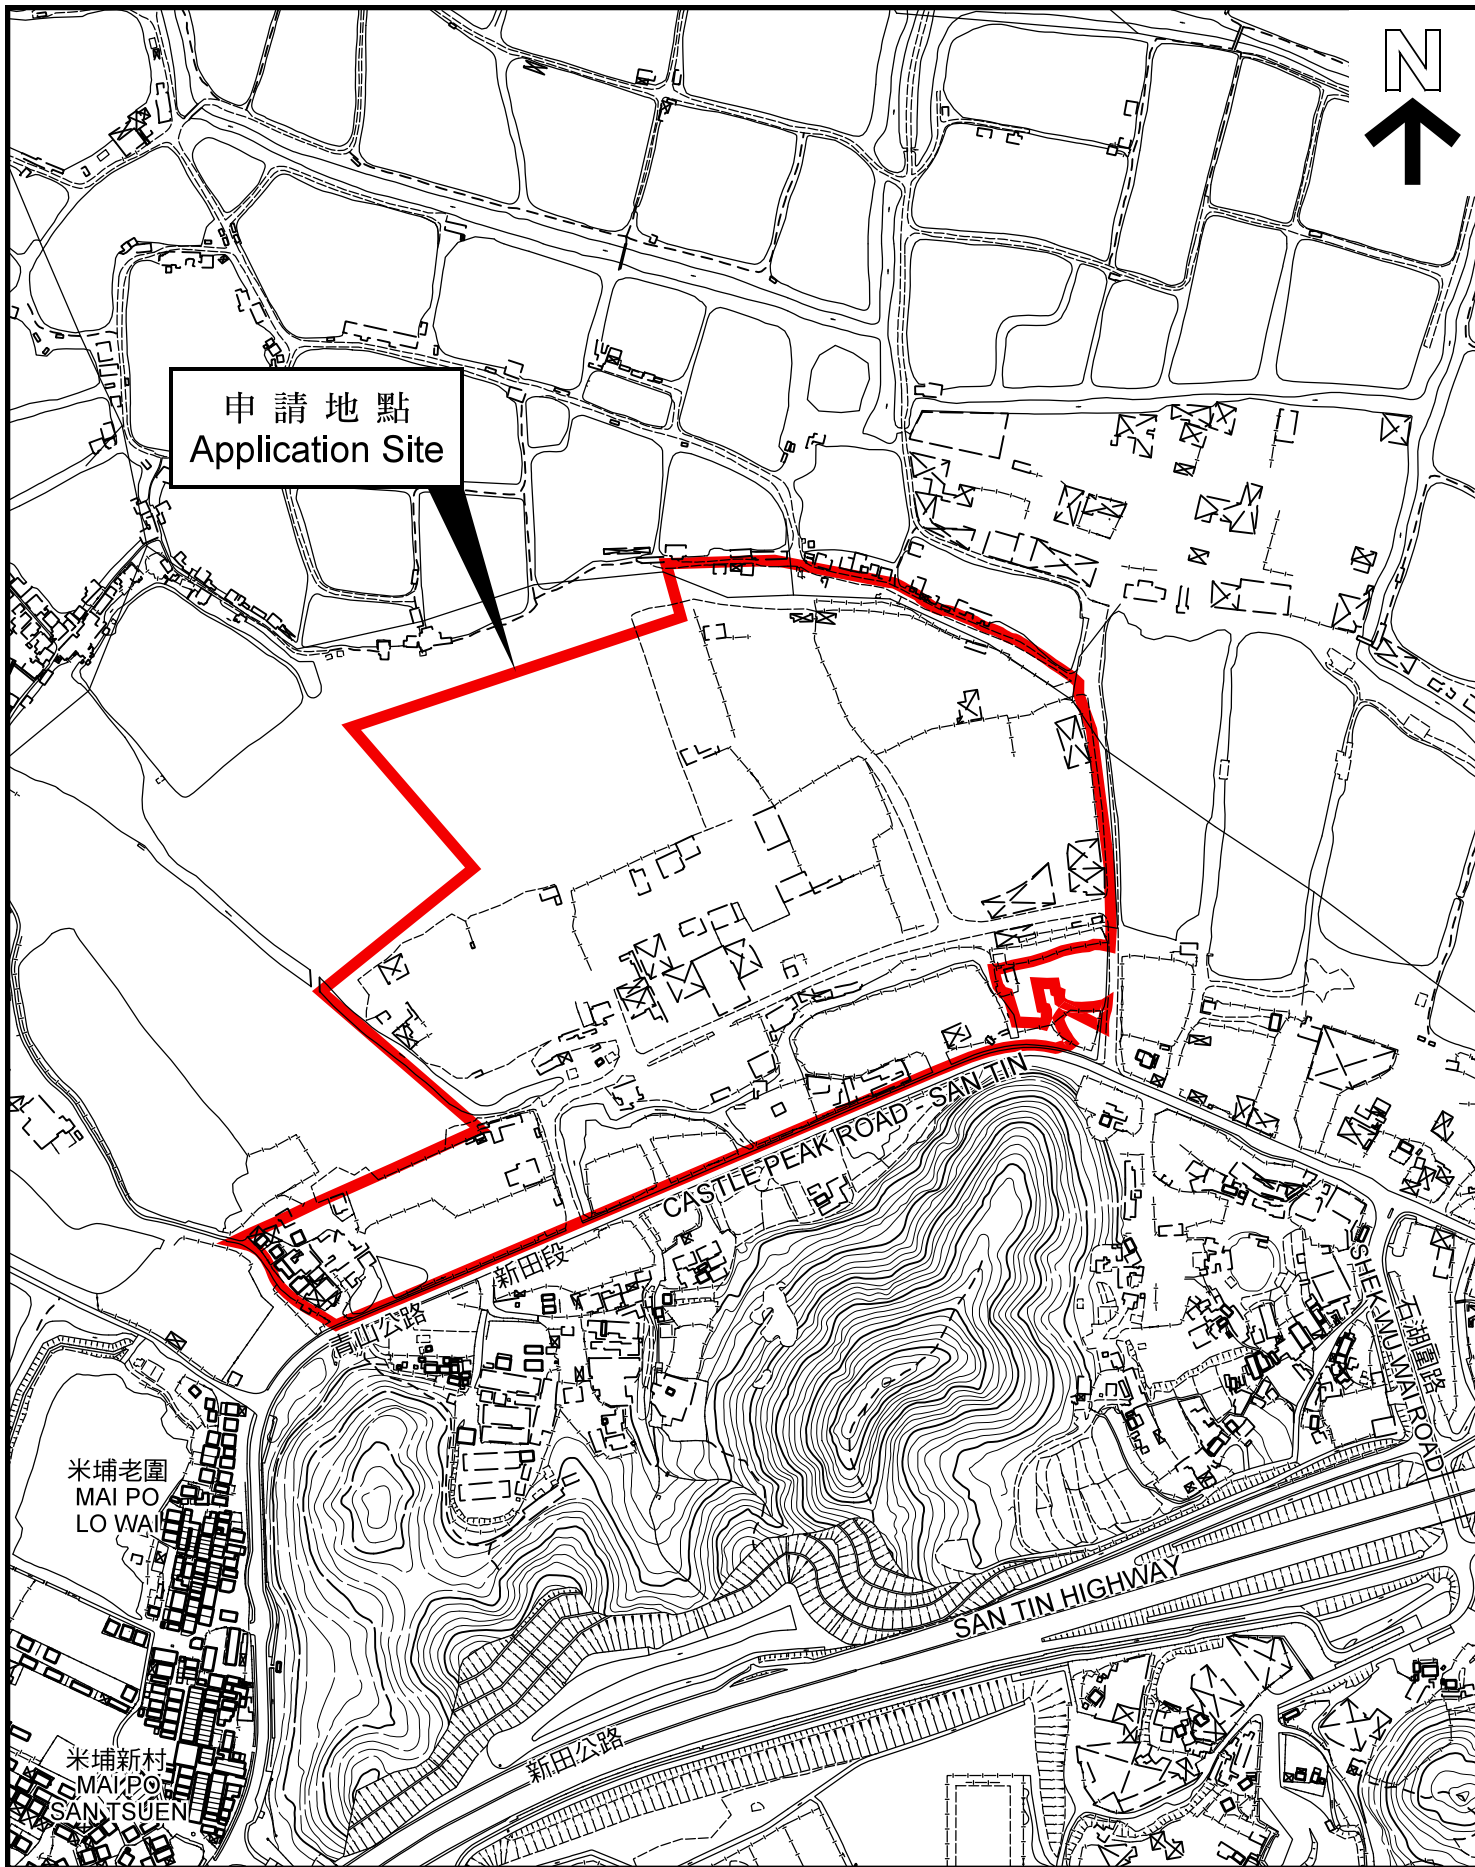 N
申請地點
Application Site
CASTLE PEAK ROAD - SAN TIN
新田段
青山公路
SHEK WU WAI ROAD
石湖圍路
米埔老圍
MAI PO
LO WAI
SAN TIN HIGHWAY
新田公路
米埔新村
MAI PO
SAN TSUEN